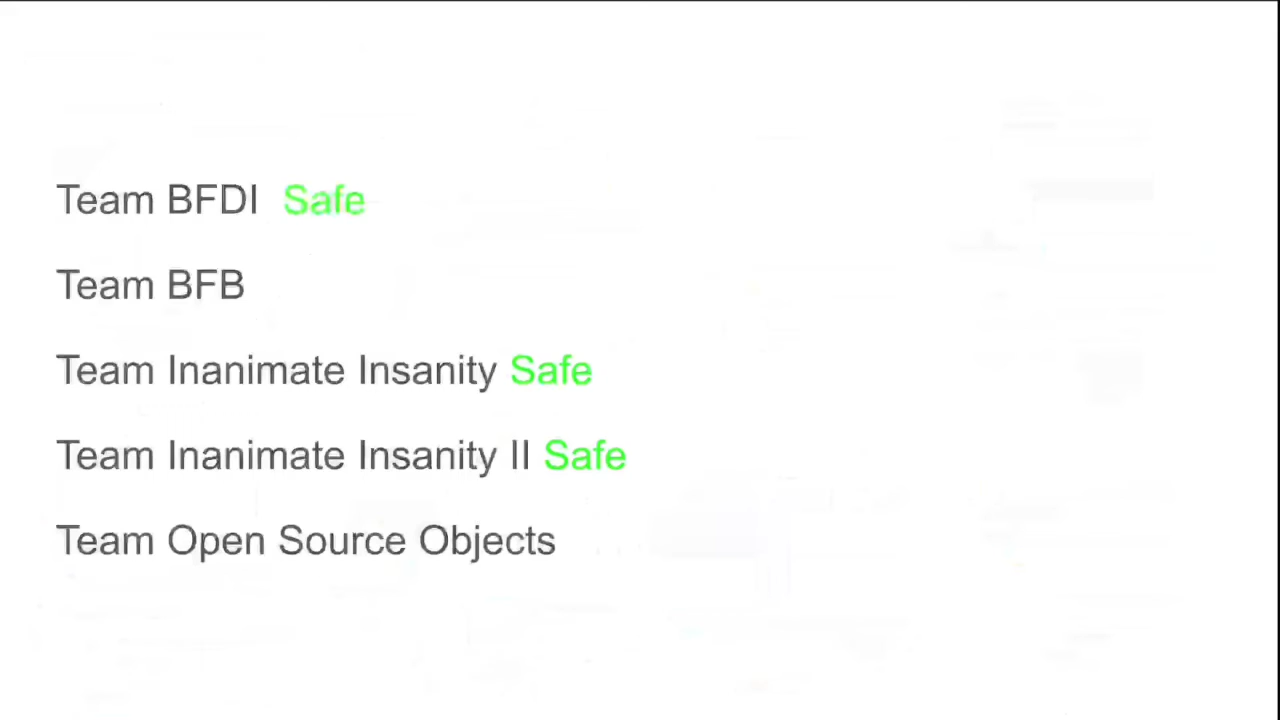 Team BFDI Safe
Team BFB
Team Inanimate Insanity Safe
Team Inanimate Insanity II Safe
Team Open Source Objects